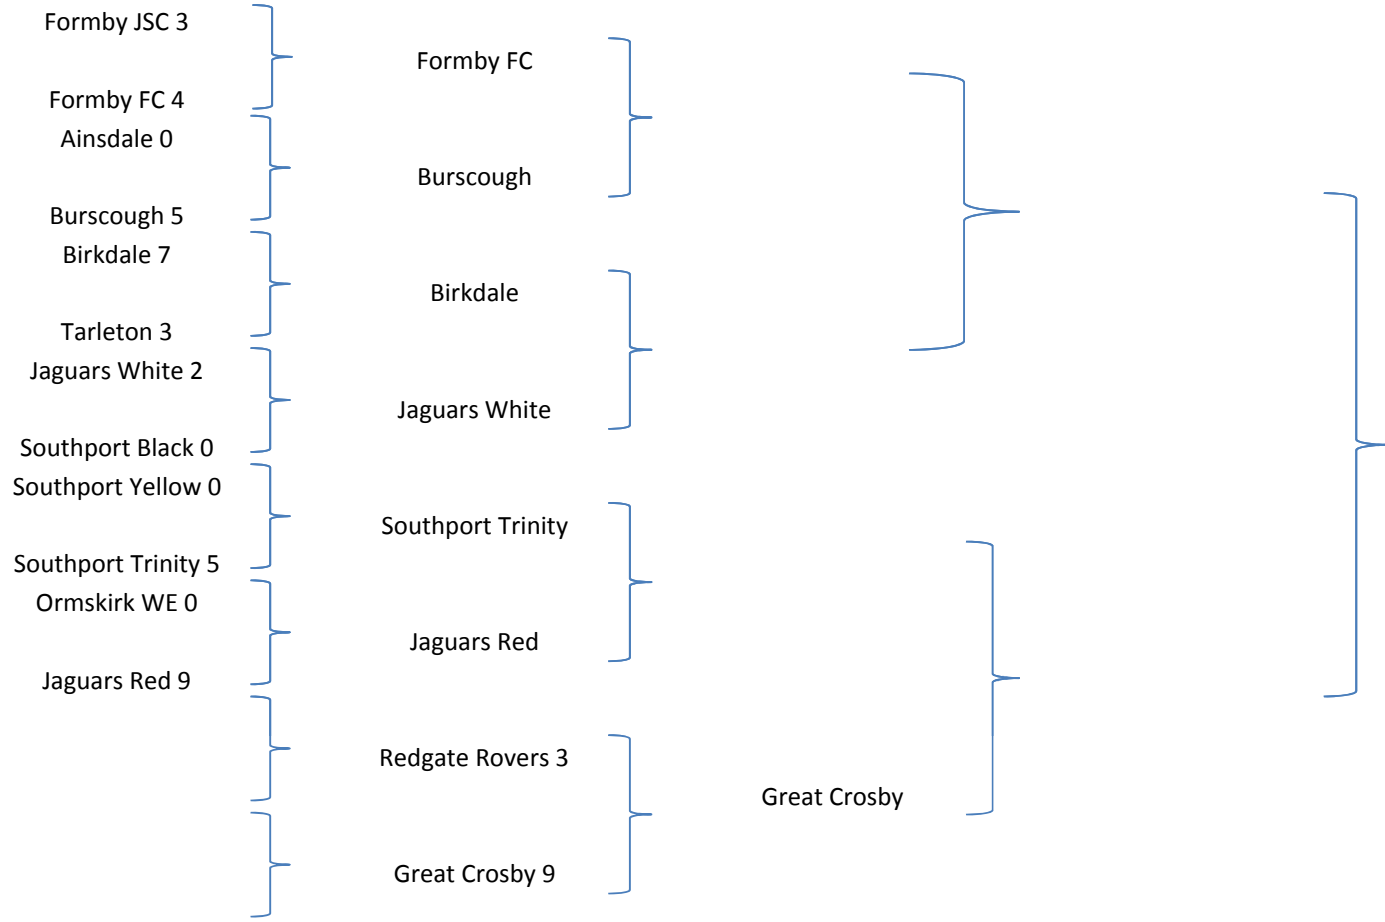 Formby JSC 3
Formby FC 4
Ainsdale 0
Burscough 5
Birkdale 7
Tarleton 3
Jaguars White 2
Southport Black 0
Southport Yellow 0
Southport Trinity 5
Ormskirk WE 0
Jaguars Red 9
Formby FC
Burscough
Birkdale
Jaguars White
Southport Trinity
Jaguars Red
Redgate Rovers 3
Great Crosby 9
Great Crosby